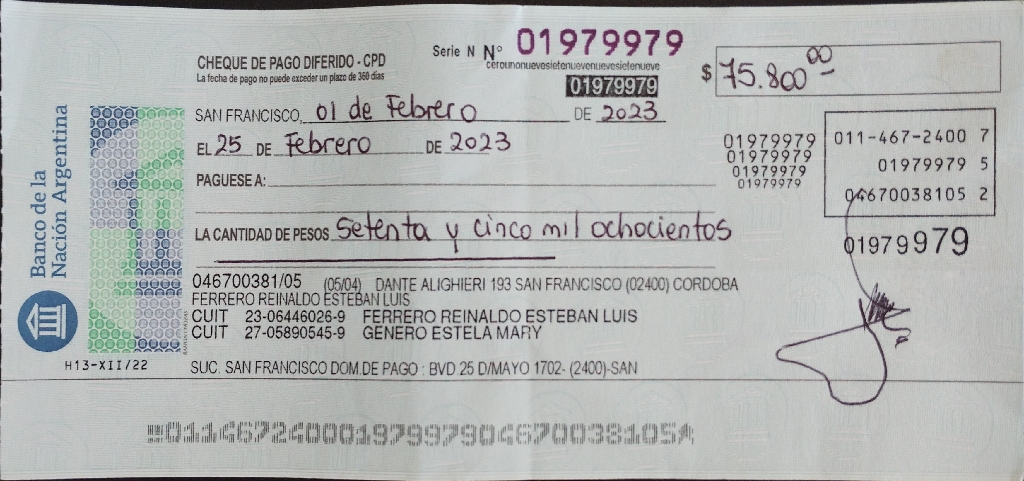 Serie N Nº 01979979
cerounonuevesietenuevenuevesietenueve
01979979
CHEQUE DE PAGO DIFERIDO - CPD
La fecha de pago no puede exceder un plazo de 360 días
$ 75.800 00
SAN FRANCISCO, 01 de Febrero DE 2023
EL 25 DE Febrero DE 2023
PAGUESE A:
01979979
01979979
01979979
01979979
011-467-2400 7
01979979 5
04670038105 2
01979979
LA CANTIDAD DE PESOS Setenta y cinco mil ochocientos
046700381/05 (05/04) DANTE ALIGHIERI 193 SAN FRANCISCO (02400) CORDOBA
FERRERO REINALDO ESTEBAN LUIS
CUIT 23-06446026-9 FERRERO REINALDO ESTEBAN LUIS
CUIT 27-05890545-9 GENERO ESTELA MARY
SUC. SAN FRANCISCO DOM.DE PAGO : BVD 25 D/MAYO 1702- (2400)-SAN
Banco de la
Nación Argentina
H13-XII/22
01146724000197997904670038105